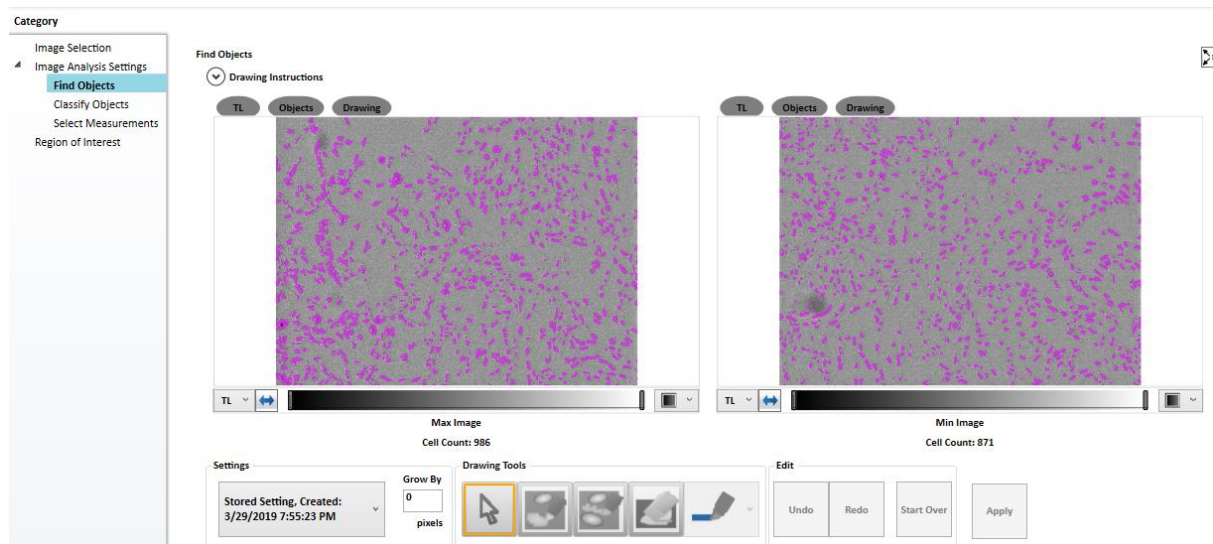 Category
Image Selection
Image Analysis Settings
Find Objects
Classify Objects
Select Measurements
Region of Interest
Find Objects
Drawing Instructions
TL Objects Drawing
TL Objects Drawing
TL
TL
Max Image
Min Image
Cell Count: 986
Cell Count: 871
Settings
Stored Setting, Created:
3/29/2019 7:55:23 PM
Grow By
0
pixels
Drawing Tools
Edit
Undo
Redo
Start Over
Apply